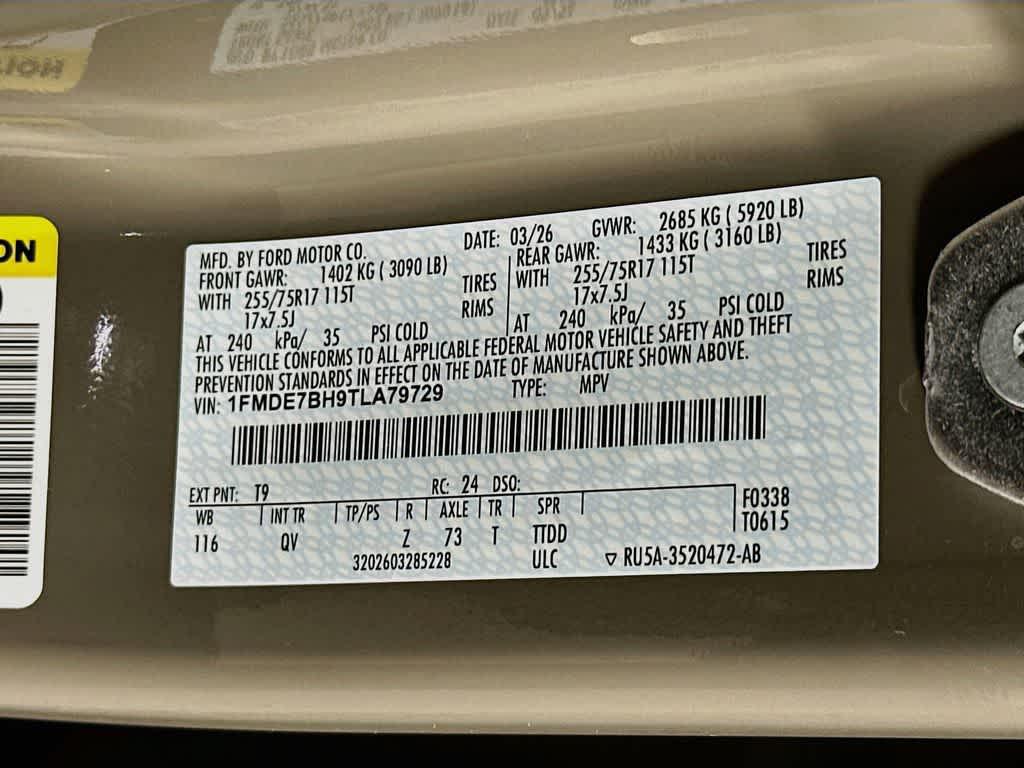 ON
MFD. BY FORD MOTOR CO.
DATE: 03/26 GVWR: 2685 KG ( 5920 LB)
FRONT GAWR: 1402 KG ( 3090 LB)
WITH 255/75R17 115T TIRES
17x7.5J RIMS
AT 240 kPa/ 35 PSI COLD
REAR GAWR: 1433 KG ( 3160 LB)
WITH 255/75R17 115T TIRES
17x7.5J RIMS
AT 240 kPa/ 35 PSI COLD
THIS VEHICLE CONFORMS TO ALL APPLICABLE FEDERAL MOTOR VEHICLE SAFETY AND THEFT
PREVENTION STANDARDS IN EFFECT ON THE DATE OF MANUFACTURE SHOWN ABOVE.
VIN: 1FMDE7BH9TLA79729 TYPE: MPV
EXT PNT: T9 RC: 24 DSO:
WB INT TR TP/PS R AXLE TR SPR
116 QV Z 73 T TTDD
F0338
T0615
3202603285228 ULC RU5A-3520472-AB